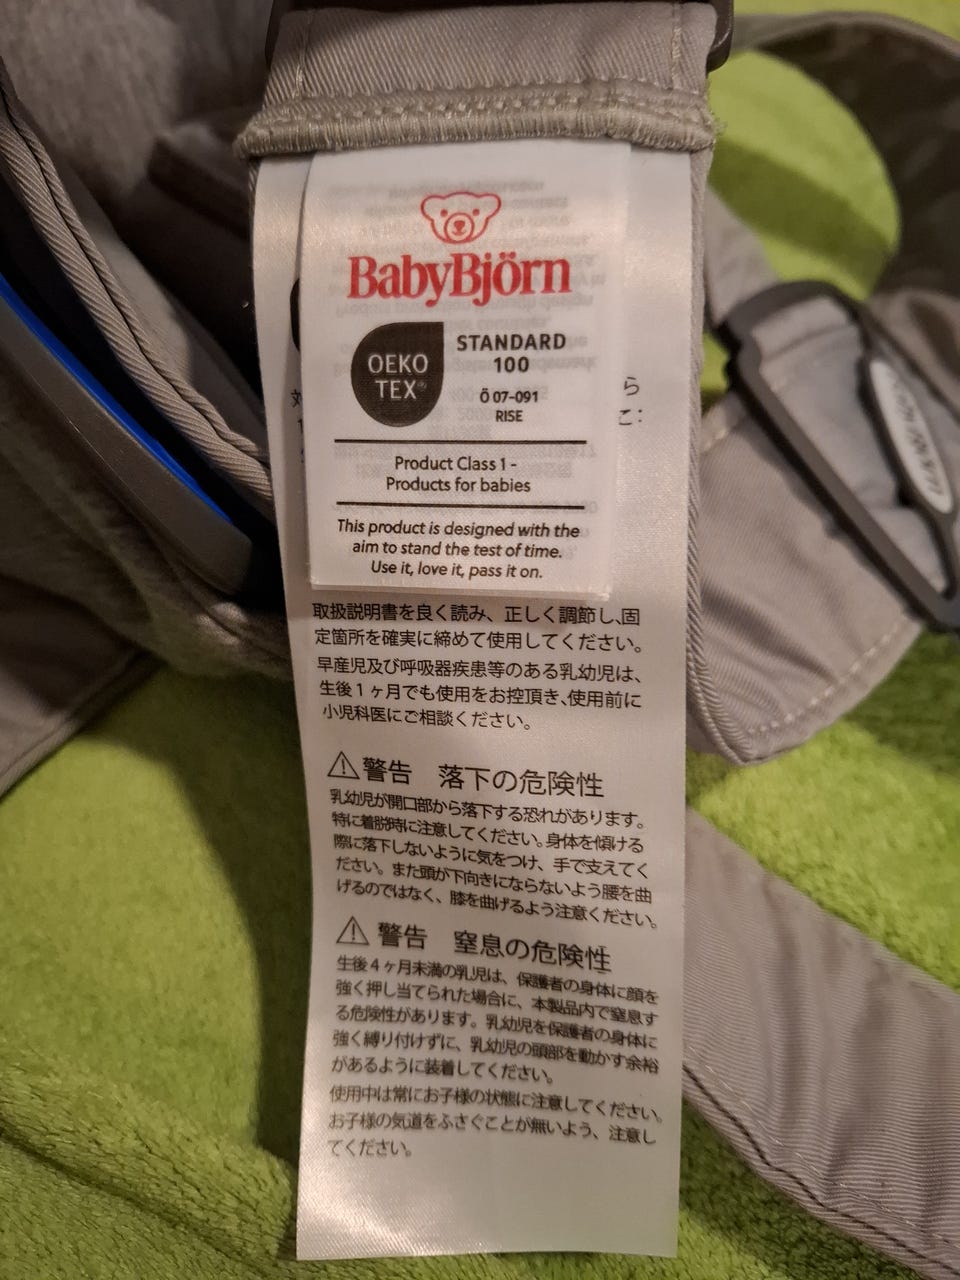 BabyBjörn
OEKO
TEX®
STANDARD
100
Ö 07-091
RISE
Product Class 1 -
Products for babies
This product is designed with the
aim to stand the test of time.
Use it, love it, pass it on.
対
ら
こ:
取扱説明書を良く読み、正しく調節し、固
定箇所を確実に締めて使用してください。
早産児及び呼吸器疾患等のある乳幼児は、
生後1ヶ月でも使用をお控頂き、使用前に
小児科医にご相談ください。
⚠警告 落下の危険性
乳幼児が開口部から落下する恐れがあります。
特に着脱時に注意してください。身体を傾ける
際に落下しないように気をつけ、手で支えてく
ださい。また頭が下向きにならないよう腰を曲
げるのではなく、膝を曲げるよう注意ください。
⚠警告 窒息の危険性
生後4ヶ月未満の乳児は、保護者の身体に顔を
強く押し当てられた場合に、本製品内で窒息す
る危険性があります。乳幼児を保護者の身体に
強く縛り付けずに、乳幼児の頭部を動かす余裕
があるように装着してください。
使用中は常にお子様の状態に注意してください。
お子様の気道をふさぐことが無いよう、注意し
てください。